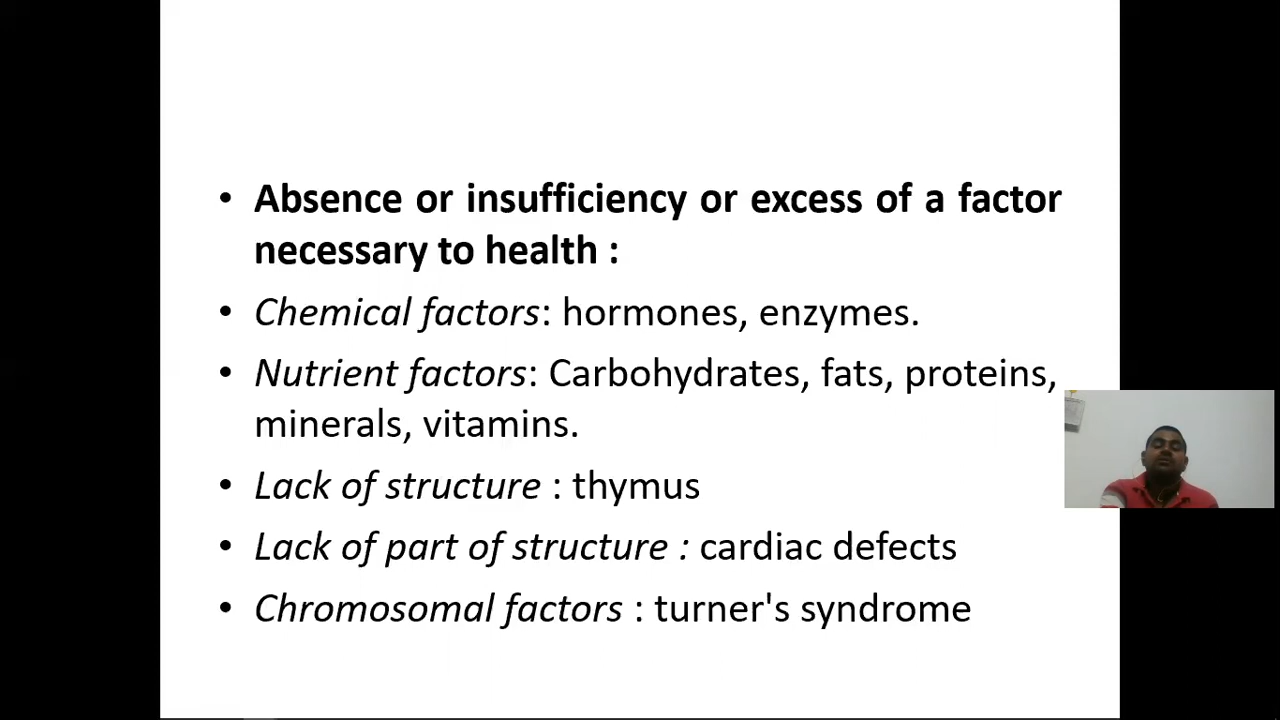 • Absence or insufficiency or excess of a factor
necessary to health :
• Chemical factors: hormones, enzymes.
• Nutrient factors: Carbohydrates, fats, proteins,
minerals, vitamins.
• Lack of structure : thymus
• Lack of part of structure : cardiac defects
• Chromosomal factors : turner's syndrome